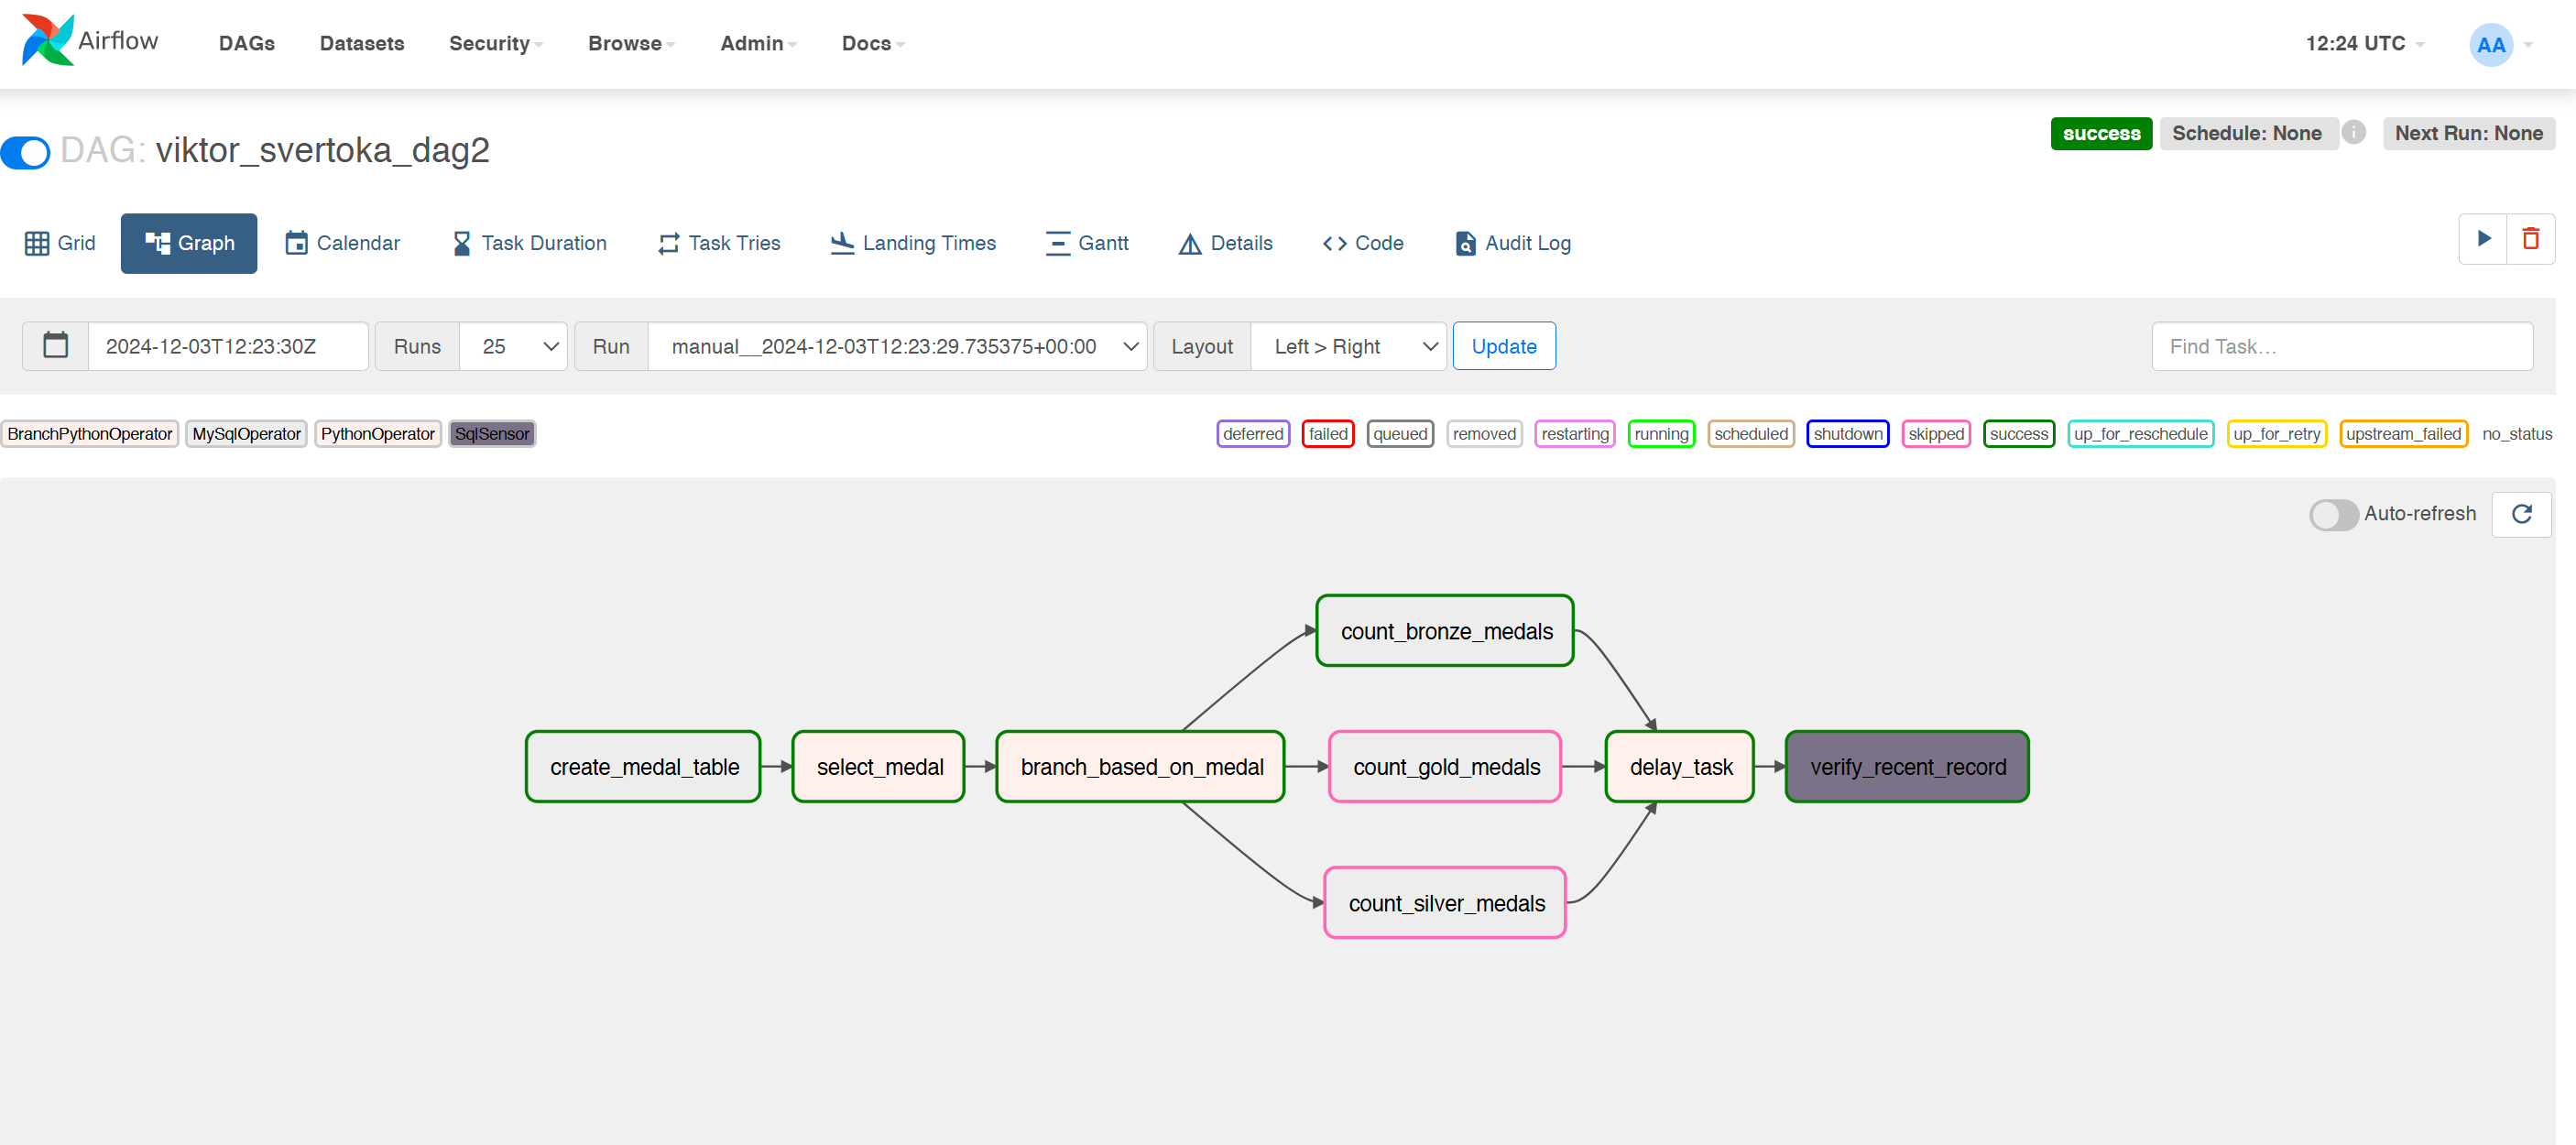 Airflow DAGs Datasets Security Browse Admin Docs 12:24 UTC AA
DAG: viktor_svertoka_dag2 success Schedule: None i Next Run: None
Grid Graph Calendar Task Duration Task Tries Landing Times Gantt Details Code Audit Log
2024-12-03T12:23:30Z Runs 25 Run manual__2024-12-03T12:23:29.735375+00:00 Layout Left > Right Update Find Task…
BranchPythonOperator MySqlOperator PythonOperator SqlSensor deferred failed queued removed restarting running scheduled shutdown skipped success up_for_reschedule up_for_retry upstream_failed no_status
Auto-refresh
count_bronze_medals
create_medal_table select_medal branch_based_on_medal count_gold_medals delay_task verify_recent_record
count_silver_medals